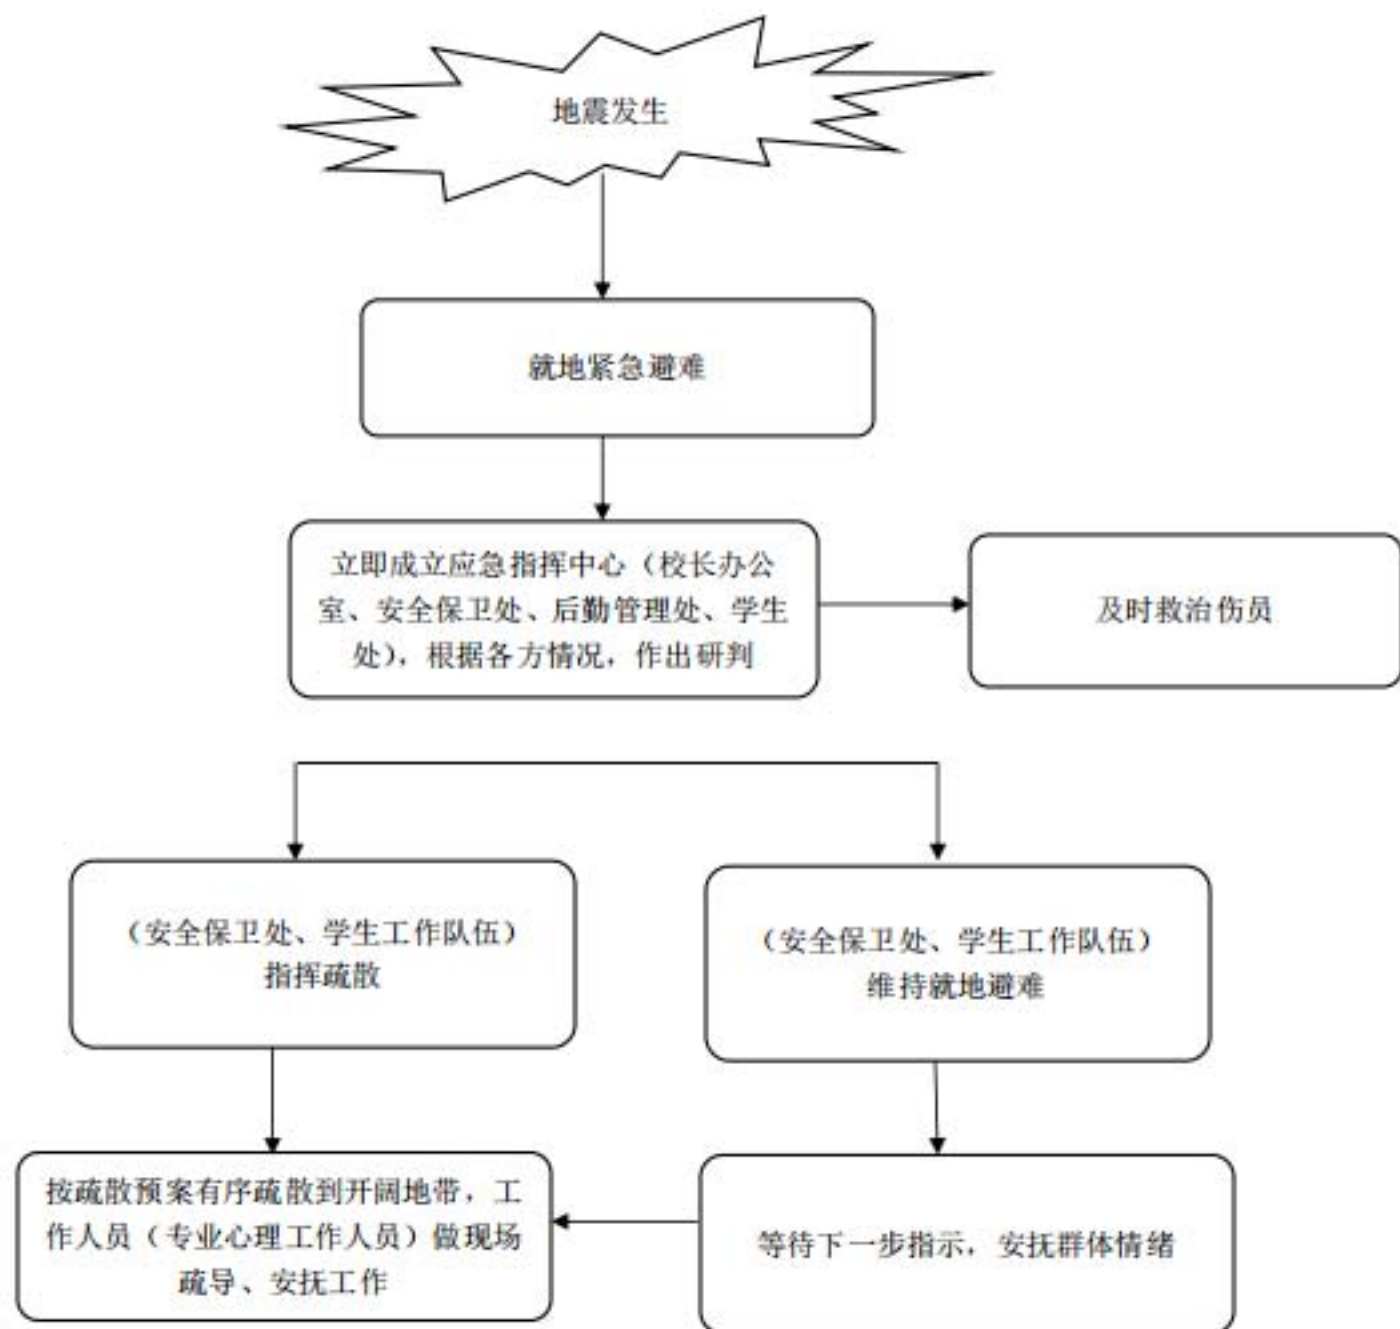 地震发生
就地紧急避难
立即成立应急指挥中心（校长办公
室、安全保卫处、后勤管理处、学生
处），根据各方情况，作出研判
及时救治伤员
（安全保卫处、学生工作队伍）
指挥疏散
（安全保卫处、学生工作队伍）
维持就地避难
按疏散预案有序疏散到开阔地带，工
作人员（专业心理工作人员）做现场
疏导、安抚工作
等待下一步指示，安抚群体情绪